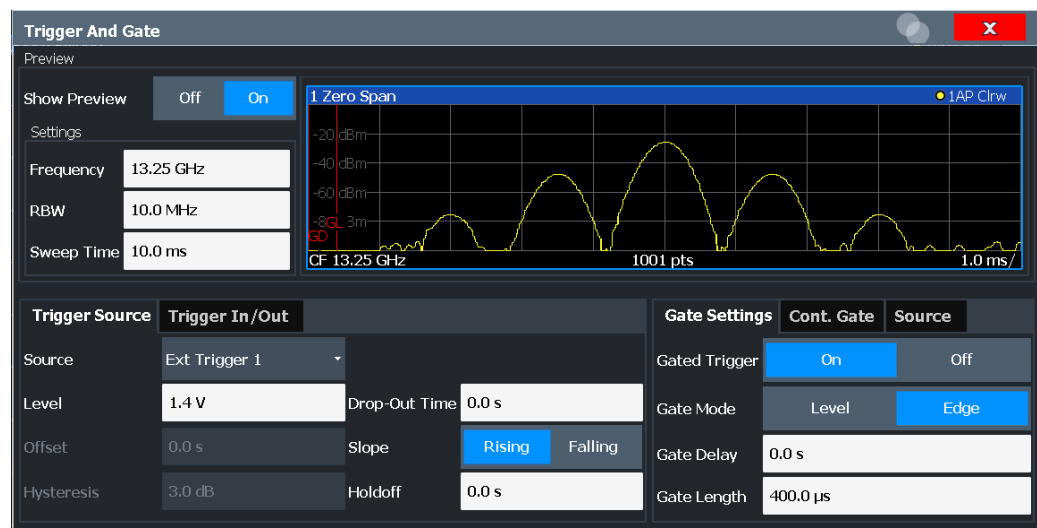 Trigger And Gate X
Preview
Show Preview Off On
Settings
Frequency 13.25 GHz
RBW 10.0 MHz
Sweep Time 10.0 ms
1 Zero Span 1AP Clrw
-20 dBm
-40 dBm
-60 dBm
GL
GD
CF 13.25 GHz 1001 pts 1.0 ms/
Trigger Source Trigger In/Out
Source Ext Trigger 1
Level 1.4 V Drop-Out Time 0.0 s
Offset 0.0 s Slope Rising Falling
Hysteresis 3.0 dB Holdoff 0.0 s
Gate Settings Cont. Gate Source
Gated Trigger On Off
Gate Mode Level Edge
Gate Delay 0.0 s
Gate Length 400.0 µs